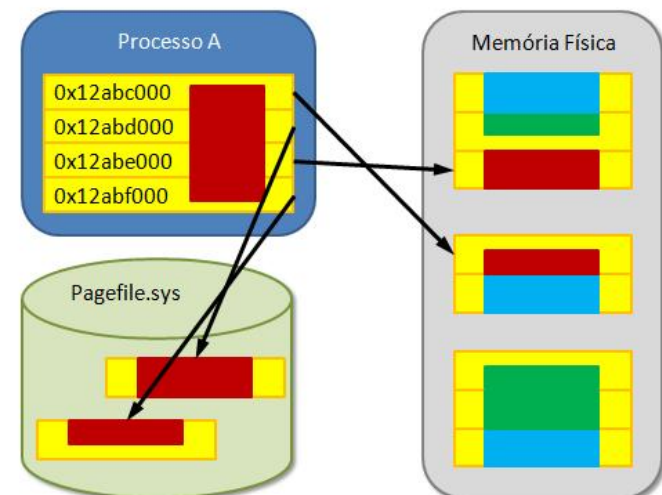 Processo A
0x12abc000
0x12abd000
0x12abe000
0x12abf000
Memória Física
Pagefile.sys